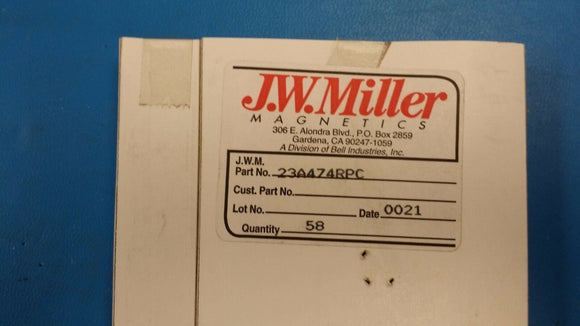 J.W.Miller
MAGNETICS
306 E. Alondra Blvd., P.O. Box 2859
Gardena, CA 90247-1059
A Division of Bell Industries, Inc.
J.W.M.
Part No. 23A474RPC
Cust. Part No.
Lot No. Date 0021
Quantity 58